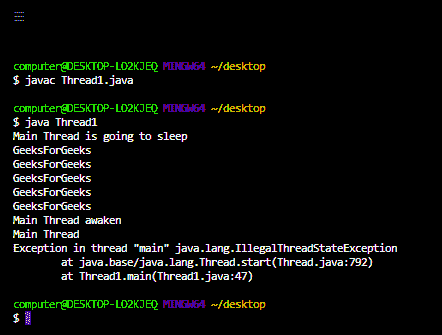 computer@DESKTOP-LO2KJEQ MINGW64 ~/desktop
$ javac Thread1.java
computer@DESKTOP-LO2KJEQ MINGW64 ~/desktop
$ java Thread1
Main Thread is going to sleep
GeeksForGeeks
GeeksForGeeks
GeeksForGeeks
GeeksForGeeks
GeeksForGeeks
Main Thread awaken
Main Thread
Exception in thread "main" java.lang.IllegalThreadStateException
        at java.base/java.lang.Thread.start(Thread.java:792)
        at Thread1.main(Thread1.java:47)
computer@DESKTOP-LO2KJEQ MINGW64 ~/desktop
$